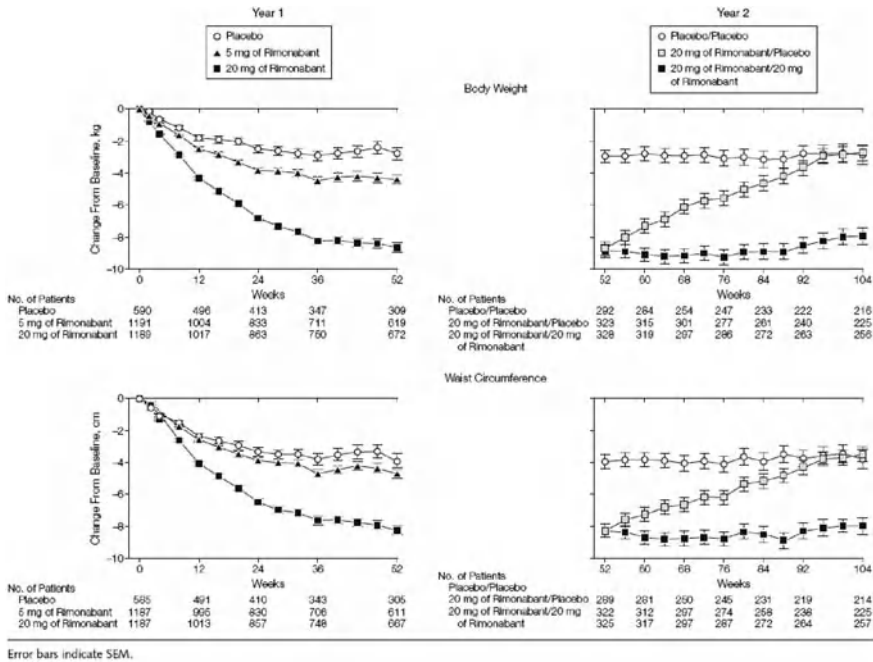 Year 1
Placebo
5 mg of Rimonabant
20 mg of Rimonabant
Year 2
Placebo/Placebo
20 mg of Rimonabant/Placebo
20 mg of Rimonabant/20 mg
of Rimonabant
Body Weight
Change From Baseline, kg
0
−2
−4
−6
−8
−10
0 12 24 36 52
Weeks
No. of Patients
Placebo 590 496 413 347 309
5 mg of Rimonabant 1191 1004 833 711 619
20 mg of Rimonabant 1189 1017 863 750 672
52 60 68 76 84 92 104
Weeks
No. of Patients
Placebo/Placebo 292 284 254 247 233 222 216
20 mg of Rimonabant/Placebo 323 315 301 277 261 240 225
20 mg of Rimonabant/20 mg 328 319 297 286 272 263 256
of Rimonabant
Waist Circumference
Change From Baseline, cm
0
−2
−4
−6
−8
−10
0 12 24 36 52
Weeks
No. of Patients
Placebo 585 491 410 343 305
5 mg of Rimonabant 1187 995 830 706 611
20 mg of Rimonabant 1187 1013 857 748 667
52 60 68 76 84 92 104
Weeks
No. of Patients
Placebo/Placebo
20 mg of Rimonabant/Placebo 289 281 250 245 231 219 214
20 mg of Rimonabant/20 mg 322 312 297 274 258 238 225
of Rimonabant 325 317 297 287 272 264 257
Error bars indicate SEM.